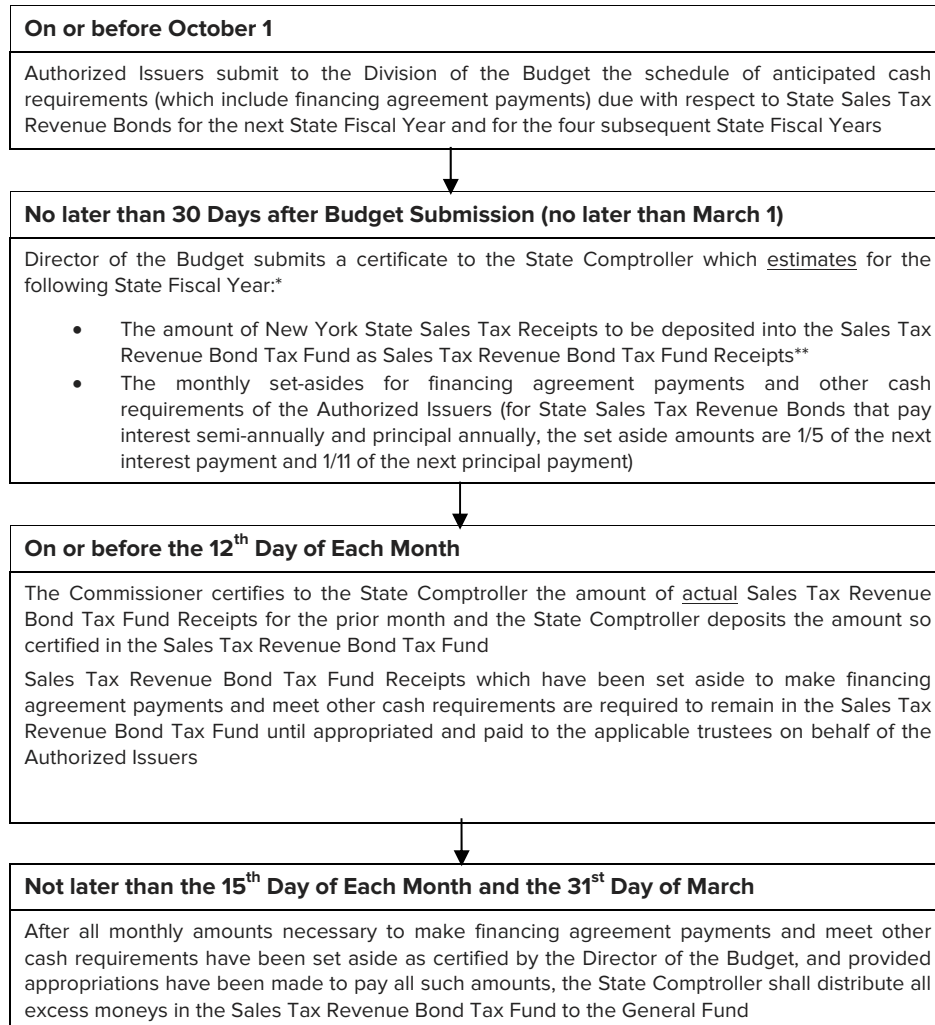 On or before October 1
Authorized Issuers submit to the Division of the Budget the schedule of anticipated cash
requirements (which include financing agreement payments) due with respect to State Sales Tax
Revenue Bonds for the next State Fiscal Year and for the four subsequent State Fiscal Years
No later than 30 Days after Budget Submission (no later than March 1)
Director of the Budget submits a certificate to the State Comptroller which estimates for the
following State Fiscal Year:*
• The amount of New York State Sales Tax Receipts to be deposited into the Sales Tax
Revenue Bond Tax Fund as Sales Tax Revenue Bond Tax Fund Receipts**
• The monthly set-asides for financing agreement payments and other cash
requirements of the Authorized Issuers (for State Sales Tax Revenue Bonds that pay
interest semi-annually and principal annually, the set aside amounts are 1/5 of the next
interest payment and 1/11 of the next principal payment)
On or before the 12th Day of Each Month
The Commissioner certifies to the State Comptroller the amount of actual Sales Tax Revenue
Bond Tax Fund Receipts for the prior month and the State Comptroller deposits the amount so
certified in the Sales Tax Revenue Bond Tax Fund
Sales Tax Revenue Bond Tax Fund Receipts which have been set aside to make financing
agreement payments and meet other cash requirements are required to remain in the Sales Tax
Revenue Bond Tax Fund until appropriated and paid to the applicable trustees on behalf of the
Authorized Issuers
Not later than the 15th Day of Each Month and the 31st Day of March
After all monthly amounts necessary to make financing agreement payments and meet other
cash requirements have been set aside as certified by the Director of the Budget, and provided
appropriations have been made to pay all such amounts, the State Comptroller shall distribute all
excess moneys in the Sales Tax Revenue Bond Tax Fund to the General Fund